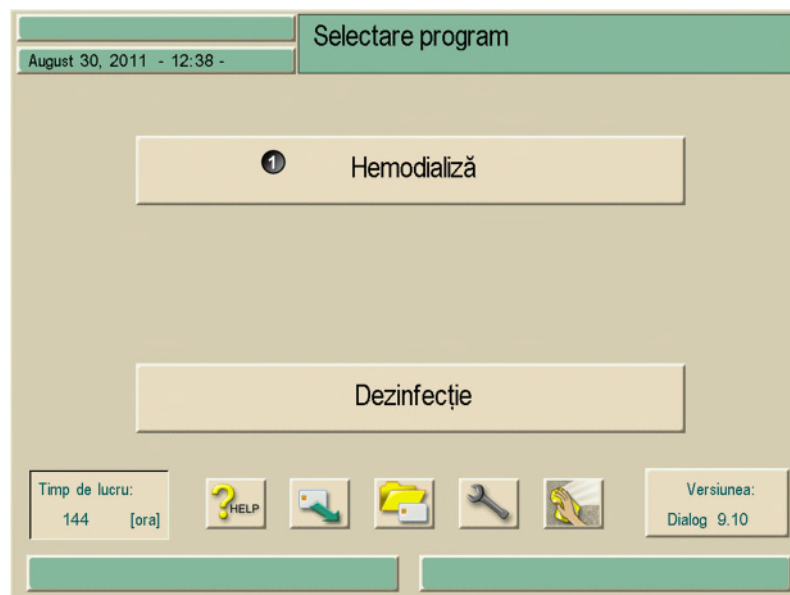 Selectare program
August 30, 2011 - 12:38 -
1 Hemodializă
Dezinfecție
Timp de lucru:
144 [ora]
?HELP
Versiunea:
Dialog 9.10